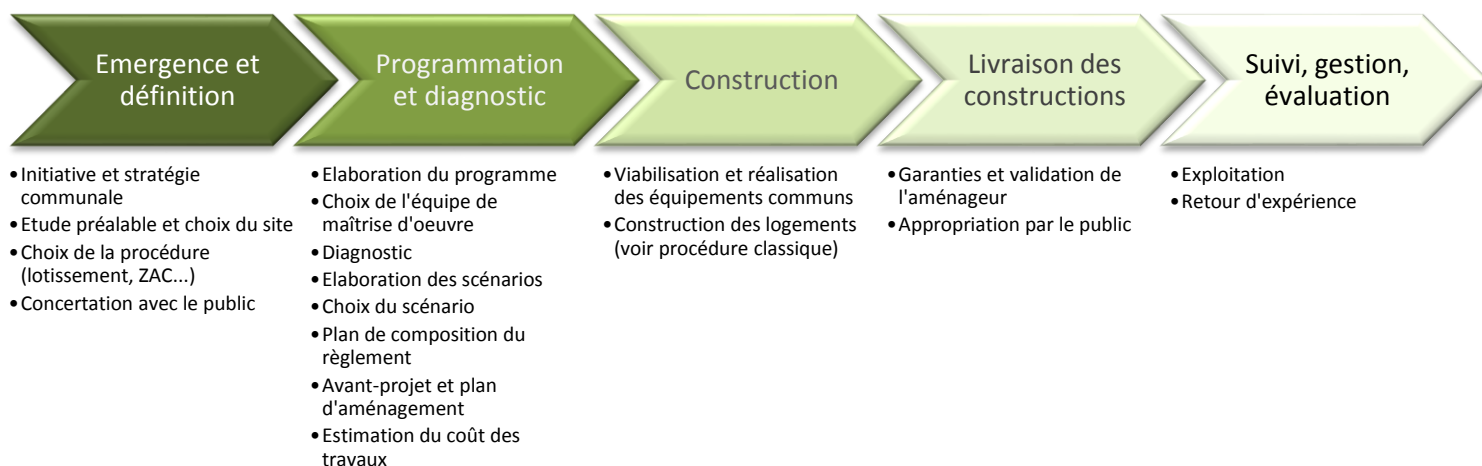 Emergence et
définition
Programmation
et diagnostic
Construction
Livraison des
constructions
Suivi, gestion,
évaluation
•Initiative et stratégie
communale
•Etude préalable et choix du site
•Choix de la procédure
(lotissement, ZAC...)
•Concertation avec le public
•Elaboration du programme
•Choix de l'équipe de
maîtrise d'oeuvre
•Diagnostic
•Elaboration des scénarios
•Choix du scénario
•Plan de composition du
règlement
•Avant-projet et plan
d'aménagement
•Estimation du coût des
travaux
•Viabilisation et réalisation
des équipements communs
•Construction des logements
(voir procédure classique)
•Garanties et validation de
l'aménageur
•Appropriation par le public
•Exploitation
•Retour d'expérience